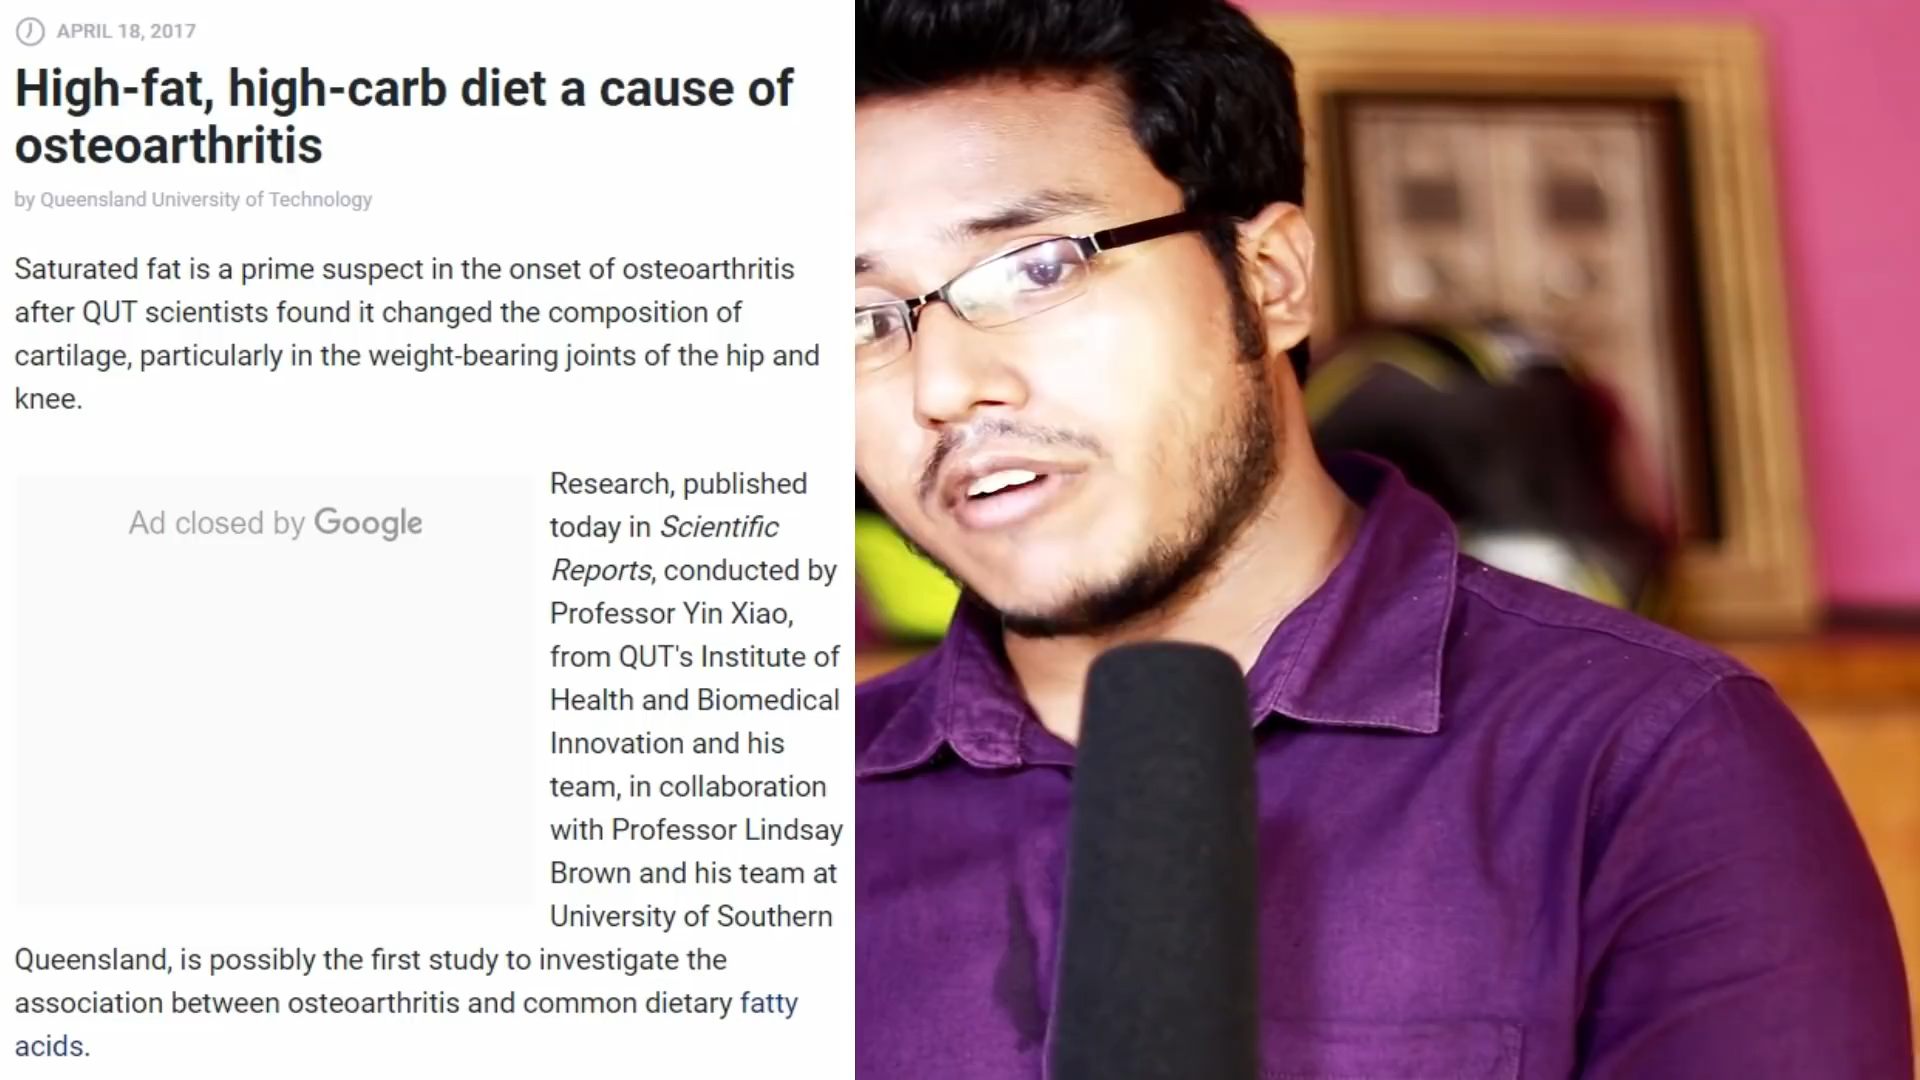 APRIL 18, 2017
High-fat, high-carb diet a cause of
osteoarthritis
by Queensland University of Technology
Saturated fat is a prime suspect in the onset of osteoarthritis
after QUT scientists found it changed the composition of
cartilage, particularly in the weight-bearing joints of the hip and
knee.
Ad closed by Google
Research, published
today in Scientific
Reports, conducted by
Professor Yin Xiao,
from QUT's Institute of
Health and Biomedical
Innovation and his
team, in collaboration
with Professor Lindsay
Brown and his team at
University of Southern
Queensland, is possibly the first study to investigate the
association between osteoarthritis and common dietary fatty
acids.